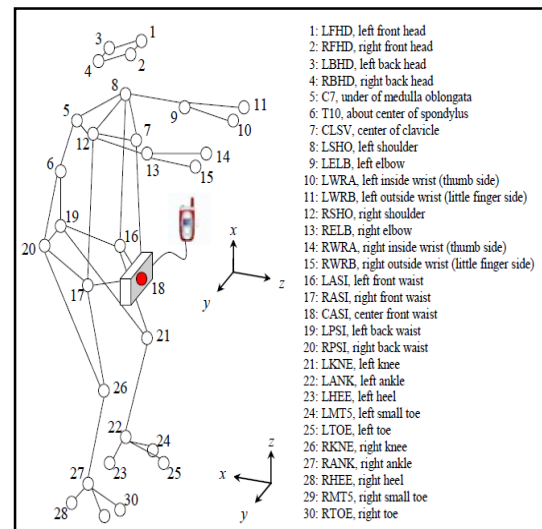 1
3
2
4
8
11
5
9
10
12
7
14
13
15
6
19
16
20
x
z
y
18
17
21
26
22
24
23
25
z
x
y
27
28
30
29
1: LFHD, left front head
2: RFHD, right front head
3: LBHD, left back head
4: RBHD, right back head
5: C7, under of medulla oblongata
6: T10, about center of spondylus
7: CLSV, center of clavicle
8: LSHO, left shoulder
9: LELB, left elbow
10: LWRA, left inside wrist (thumb side)
11: LWRB, left outside wrist (little finger side)
12: RSHO, right shoulder
13: RELB, right elbow
14: RWRA, right inside wrist (thumb side)
15: RWRB, right outside wrist (little finger side)
16: LASI, left front waist
17: RASI, right front waist
18: CASI, center front waist
19: LPSI, left back waist
20: RPSI, right back waist
21: LKNE, left knee
22: LANK, left ankle
23: LHEE, left heel
24: LMT5, left small toe
25: LTOE, left toe
26: RKNE, right knee
27: RANK, right ankle
28: RHEE, right heel
29: RMT5, right small toe
30: RTOE, right toe